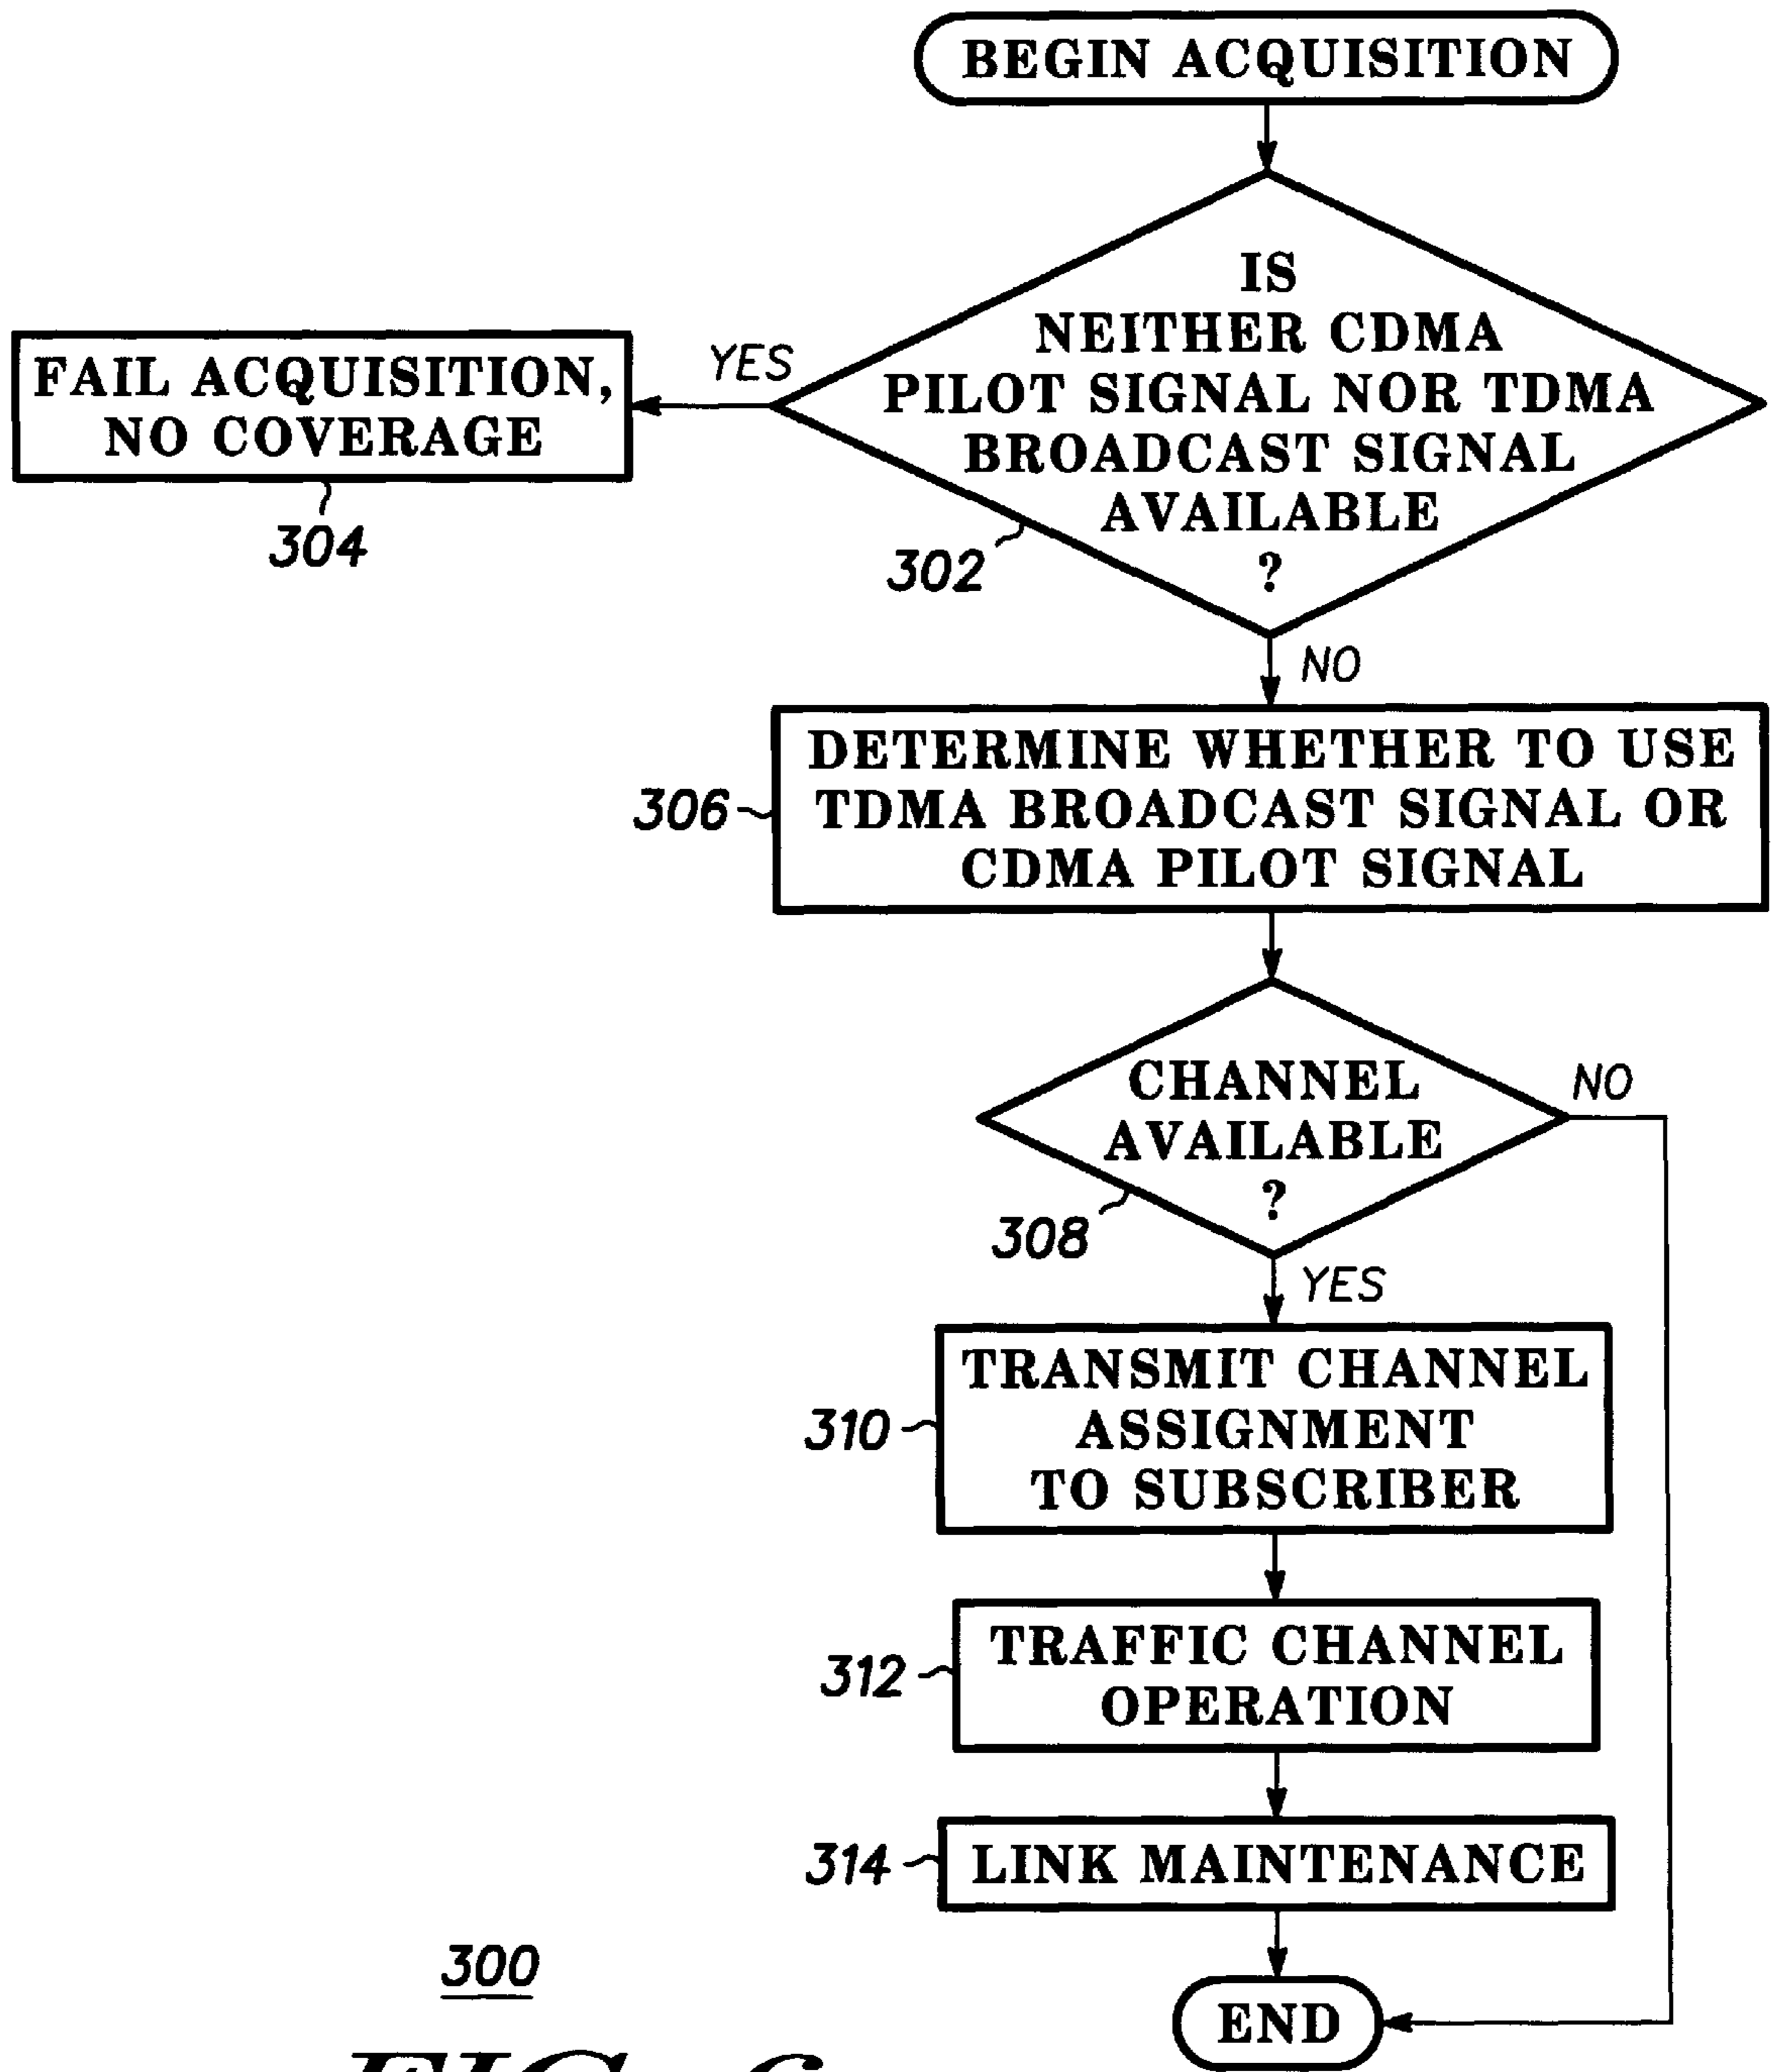 BEGIN ACQUISITION
IS
NEITHER CDMA
PILOT SIGNAL NOR TDMA
BROADCAST SIGNAL
AVAILABLE
?
302
YES
FAIL ACQUISITION,
NO COVERAGE
304
NO
306
DETERMINE WHETHER TO USE
TDMA BROADCAST SIGNAL OR
CDMA PILOT SIGNAL
CHANNEL
AVAILABLE
?
308
NO
YES
310
TRANSMIT CHANNEL
ASSIGNMENT
TO SUBSCRIBER
312
TRAFFIC CHANNEL
OPERATION
314
LINK MAINTENANCE
300
END